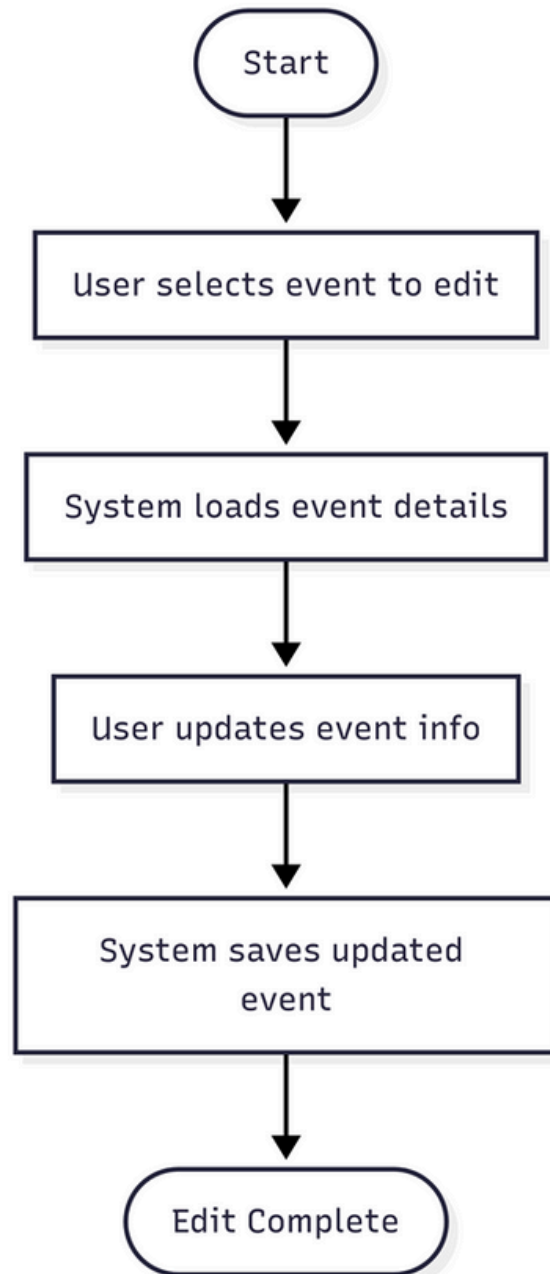 Start
User selects event to edit
System loads event details
User updates event info
System saves updated
event
Edit Complete